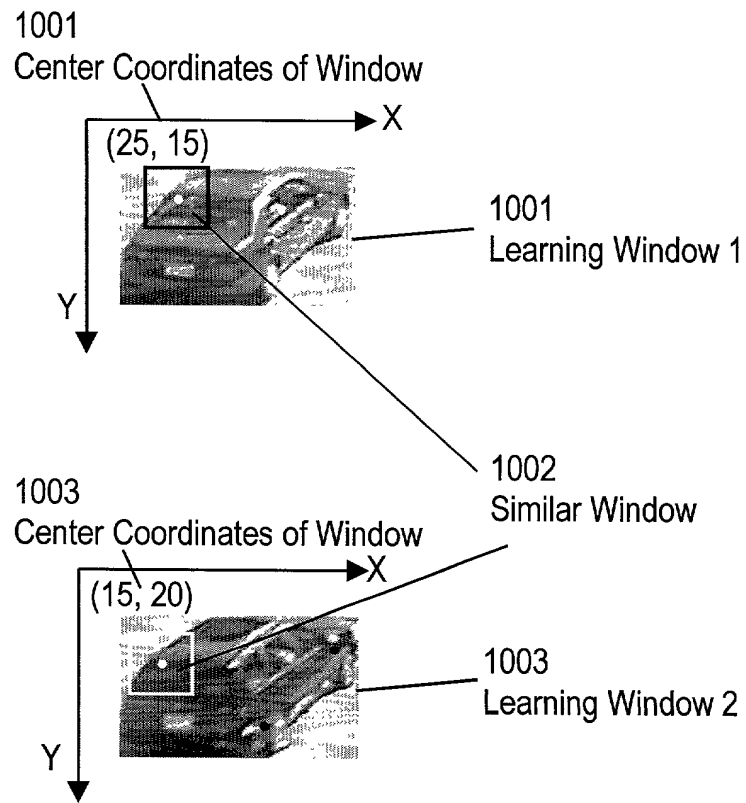 1001
Center Coordinates of Window
X
(25, 15)
1001
Learning Window 1
Y
1002
Similar Window
1003
Center Coordinates of Window
X
(15, 20)
1003
Learning Window 2
Y